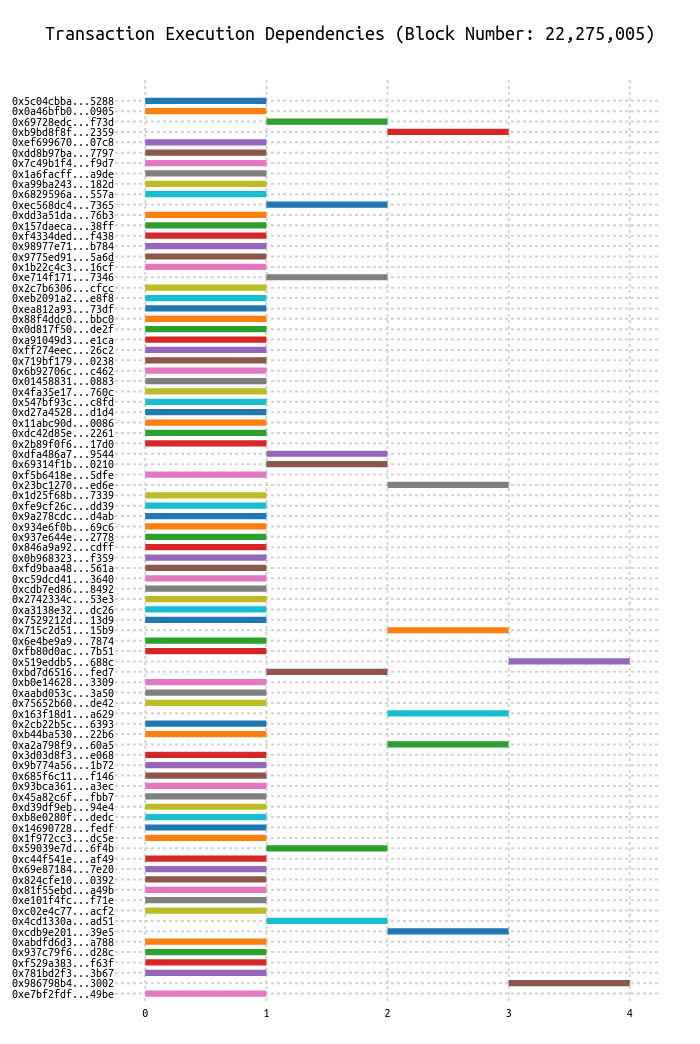 Transaction Execution Dependencies (Block Number: 22,275,005)
0x5c04cbba...5288
0x0a46bfb0...0905
0x69728edc...f73d
0xb9bd8f8f...2359
0xef699670...07c8
0xdd8b97ba...7797
0x7c49b1f4...f9d7
0x1a6facff...a9de
0xa99ba243...182d
0x6829596a...557a
0xec568dc4...7365
0xdd3a51da...76b3
0x157daeca...38ff
0xf4334ded...f438
0x98977e71...b784
0x9775ed91...5a6d
0x1b22c4c3...16cf
0xe714f171...7346
0x2c7b6306...cfcc
0xeb2091a2...e8f8
0xea812a93...73df
0x88f4ddc0...bbc0
0x0d817f50...de2f
0xa91049d3...e1ca
0xff274eec...26c2
0x719bf179...0238
0x6b92706c...c462
0x01458831...0883
0x4fa35e17...760c
0x547bf93c...c8fd
0xd27a4528...d1d4
0x11abc90d...0086
0xdc42d85e...2261
0x2b89f0f6...17d0
0xdfa486a7...9544
0x69314f1b...0210
0xf5b6418e...5dfe
0x23bc1270...ed6e
0x1d25f68b...7339
0xfe9cf26c...dd39
0x9a278cdc...d4ab
0x934e6f0b...69c6
0x937e644e...2778
0x846a9a92...cdff
0x0b968323...f359
0xfd9baa48...561a
0xc59dcd41...3640
0xcdb7ed86...8492
0x2742334c...53e3
0xa3138e32...dc26
0x7529212d...13d9
0x715c2d51...15b9
0x6e4be9a9...7874
0xfb80d0ac...7b51
0x519eddb5...688c
0xbd7d6516...fed7
0xb0e14628...3309
0xaabd053c...3a50
0x75652b60...de42
0x163f18d1...a629
0x2cb22b5c...6393
0xb44ba530...22b6
0xa2a798f9...60a5
0x3d03d8f3...e068
0x9b774a56...1b72
0x685f6c11...f146
0x93bca361...a3ec
0x45a82c6f...fbb7
0xd39df9eb...94e4
0xb8e0280f...dedc
0x14690728...fedf
0x1f972cc3...dc5e
0x59039e7d...6f4b
0xc44f541e...af49
0x69e87184...7e20
0x824cfe10...0392
0x81f55ebd...a49b
0xe101f4fc...f71e
0xc02e4c77...acf2
0x4cd1330a...ad51
0xcdb9e201...39e5
0xabdfd6d3...a788
0x937c79f6...d28c
0xf529a383...f63f
0x781bd2f3...3b67
0x986798b4...3002
0xe7bf2fdf...49be
0 1 2 3 4